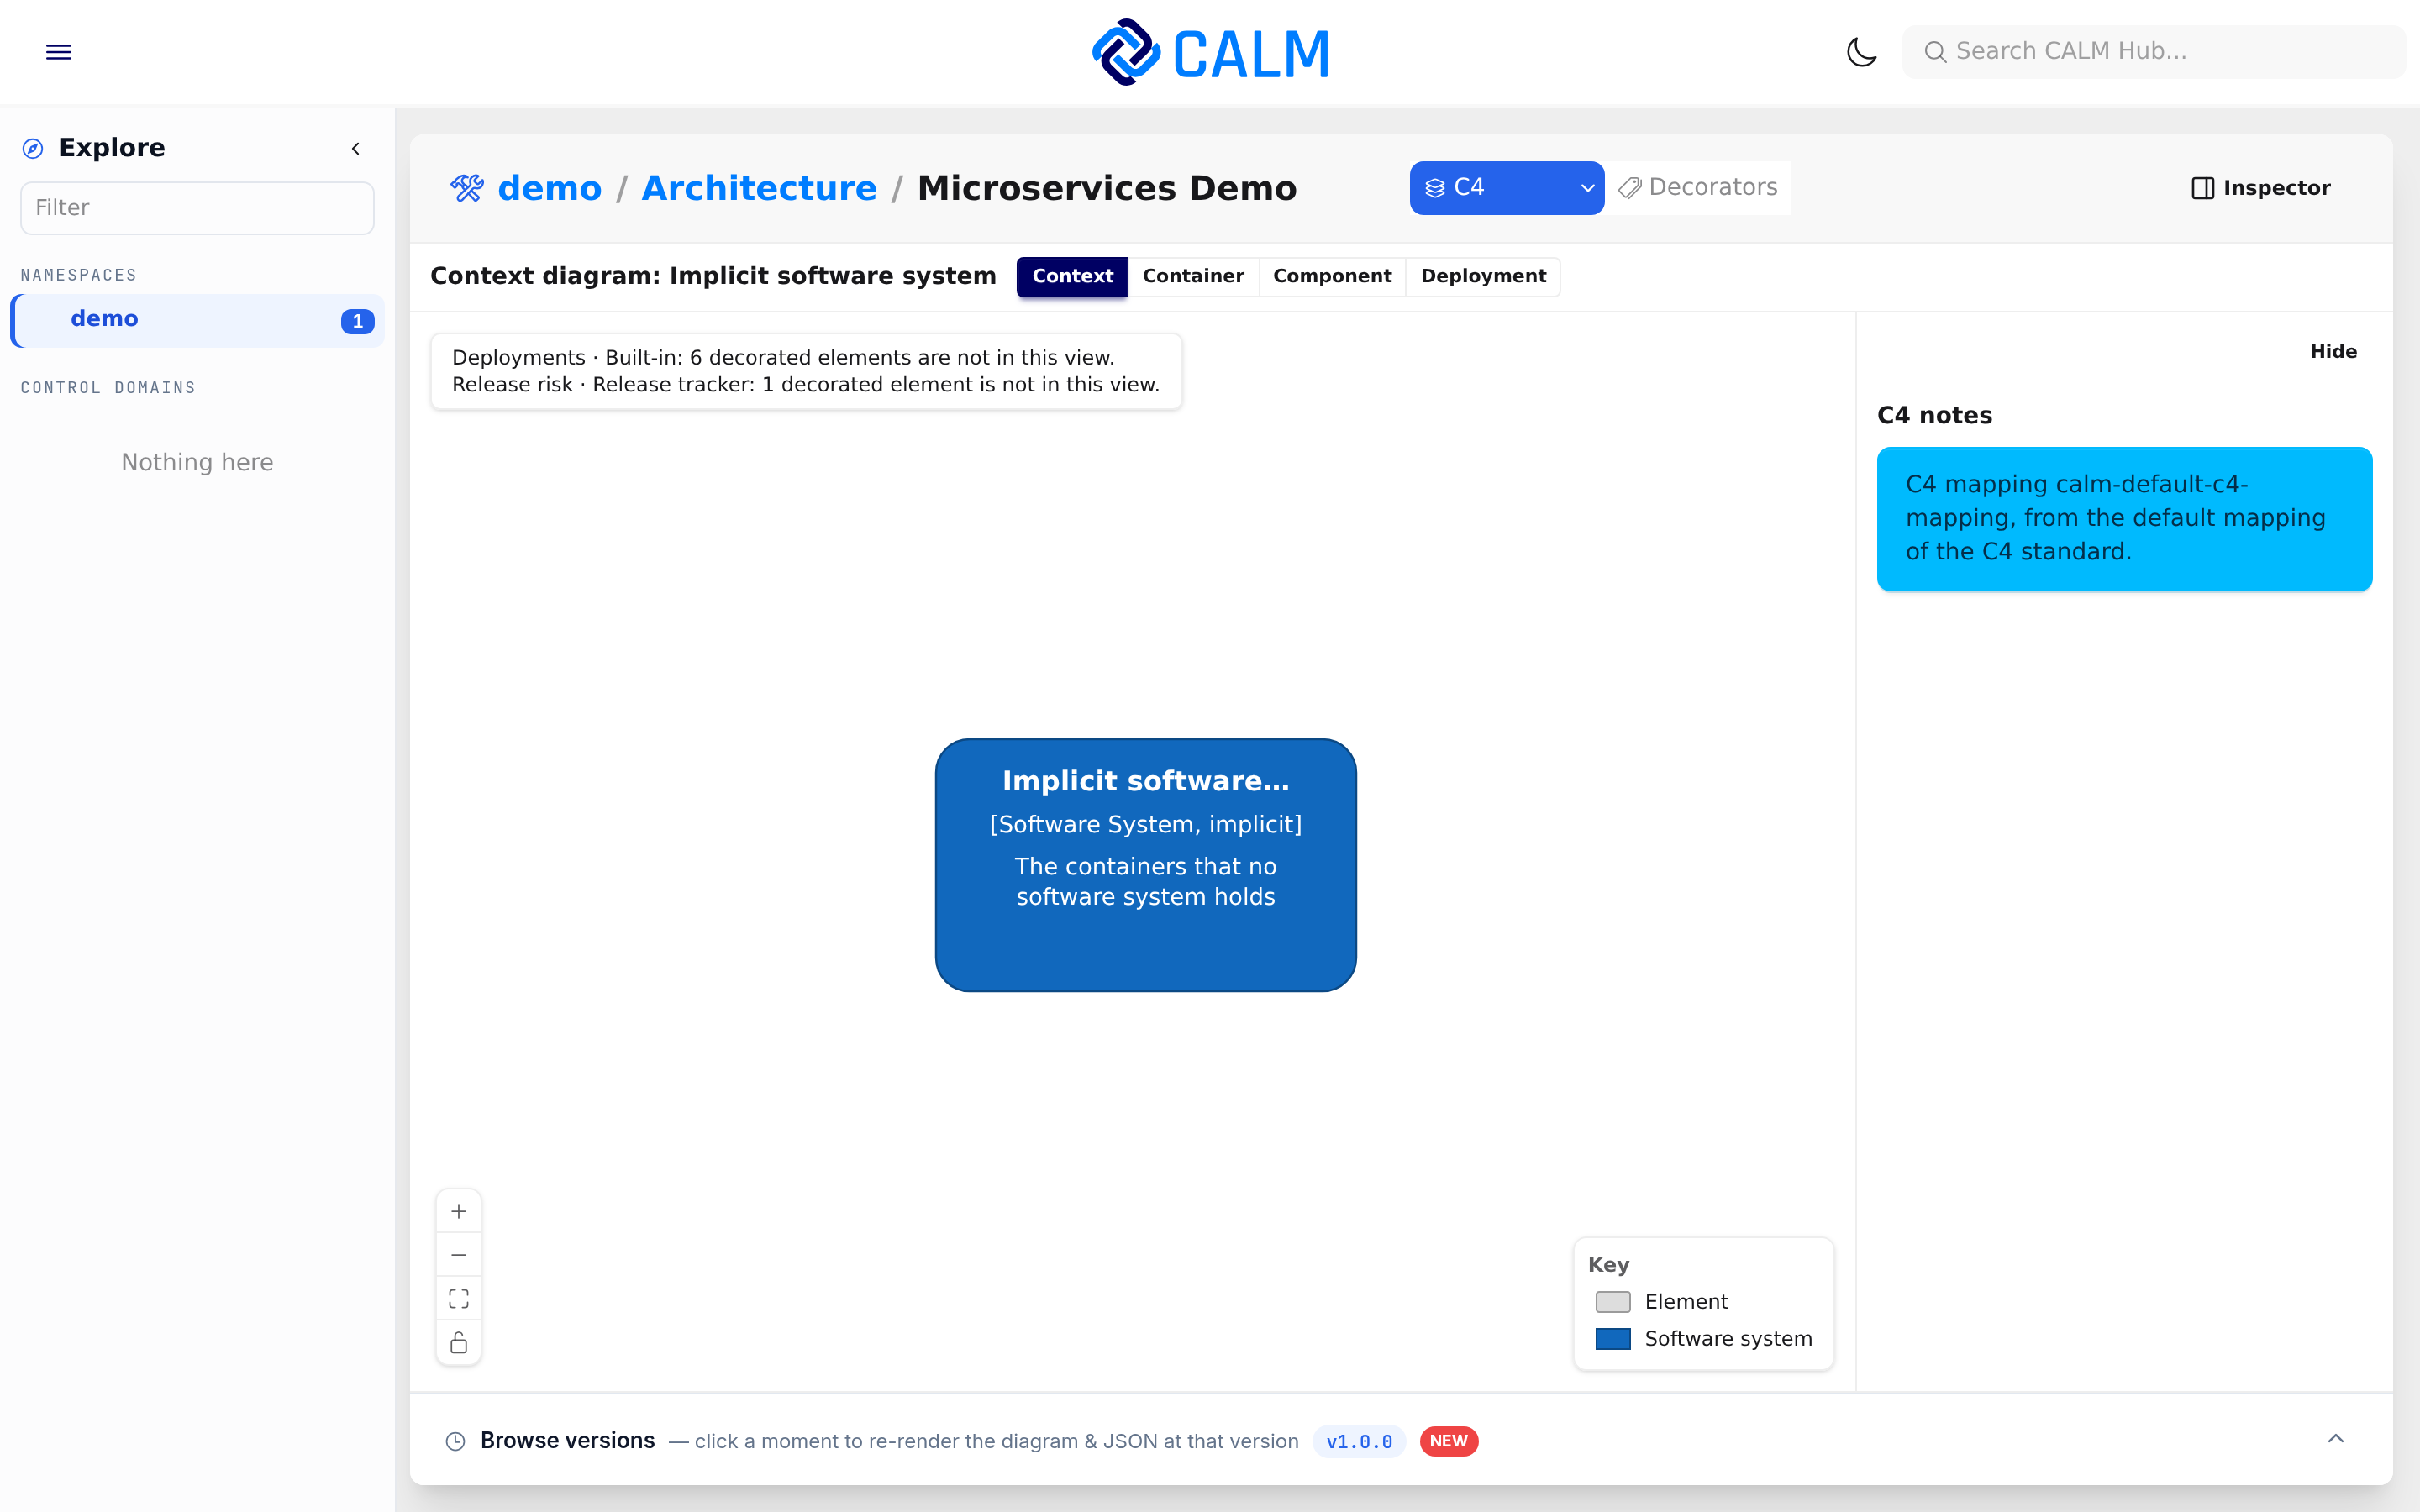 CALM
Search CALM Hub...
Explore
Filter
NAMESPACES
demo
1
CONTROL DOMAINS
Nothing here
demo / Architecture / Microservices Demo
C4
Decorators
Inspector
Context diagram: Implicit software system
Context
Container
Component
Deployment
Deployments · Built-in: 6 decorated elements are not in this view.
Release risk · Release tracker: 1 decorated element is not in this view.
Hide
C4 notes
C4 mapping calm-default-c4-
mapping, from the default mapping
of the C4 standard.
Implicit software...
[Software System, implicit]
The containers that no
software system holds
Key
Element
Software system
Browse versions — click a moment to re-render the diagram & JSON at that version
v1.0.0
NEW